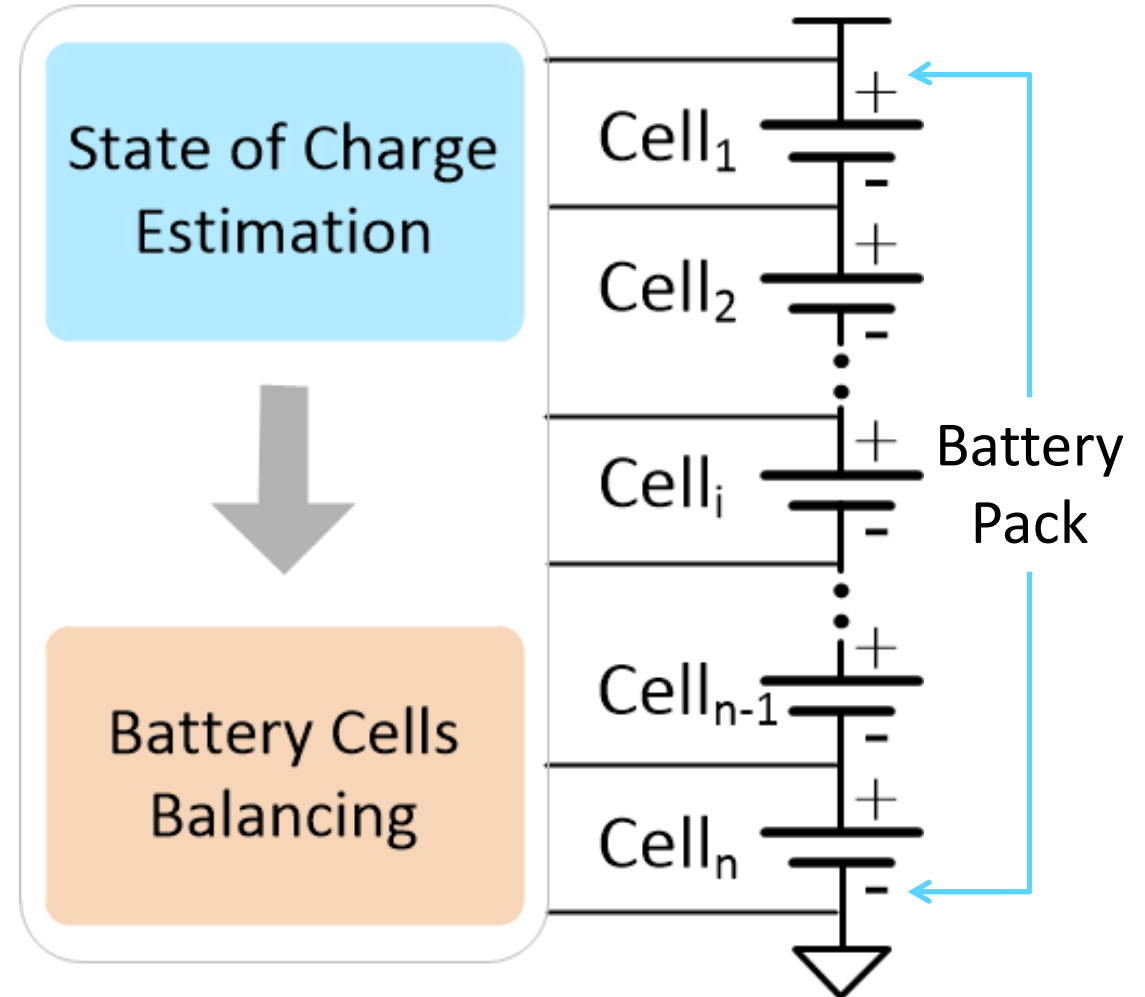 State of Charge
Estimation
Battery Cells
Balancing
Cell₁
+
-
Cell₂
+
-
Cellᵢ
+
-
Cellₙ₋₁
+
-
Cellₙ
+
-
Battery
Pack